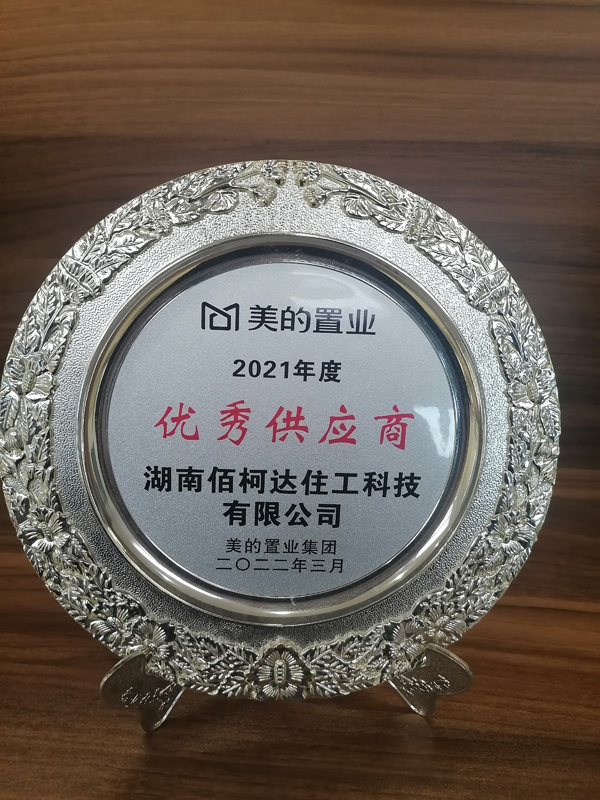 美的置业
2021年度
优秀供应商
湖南佰柯达住工科技
有限公司
美的置业集团
二〇二二年三月